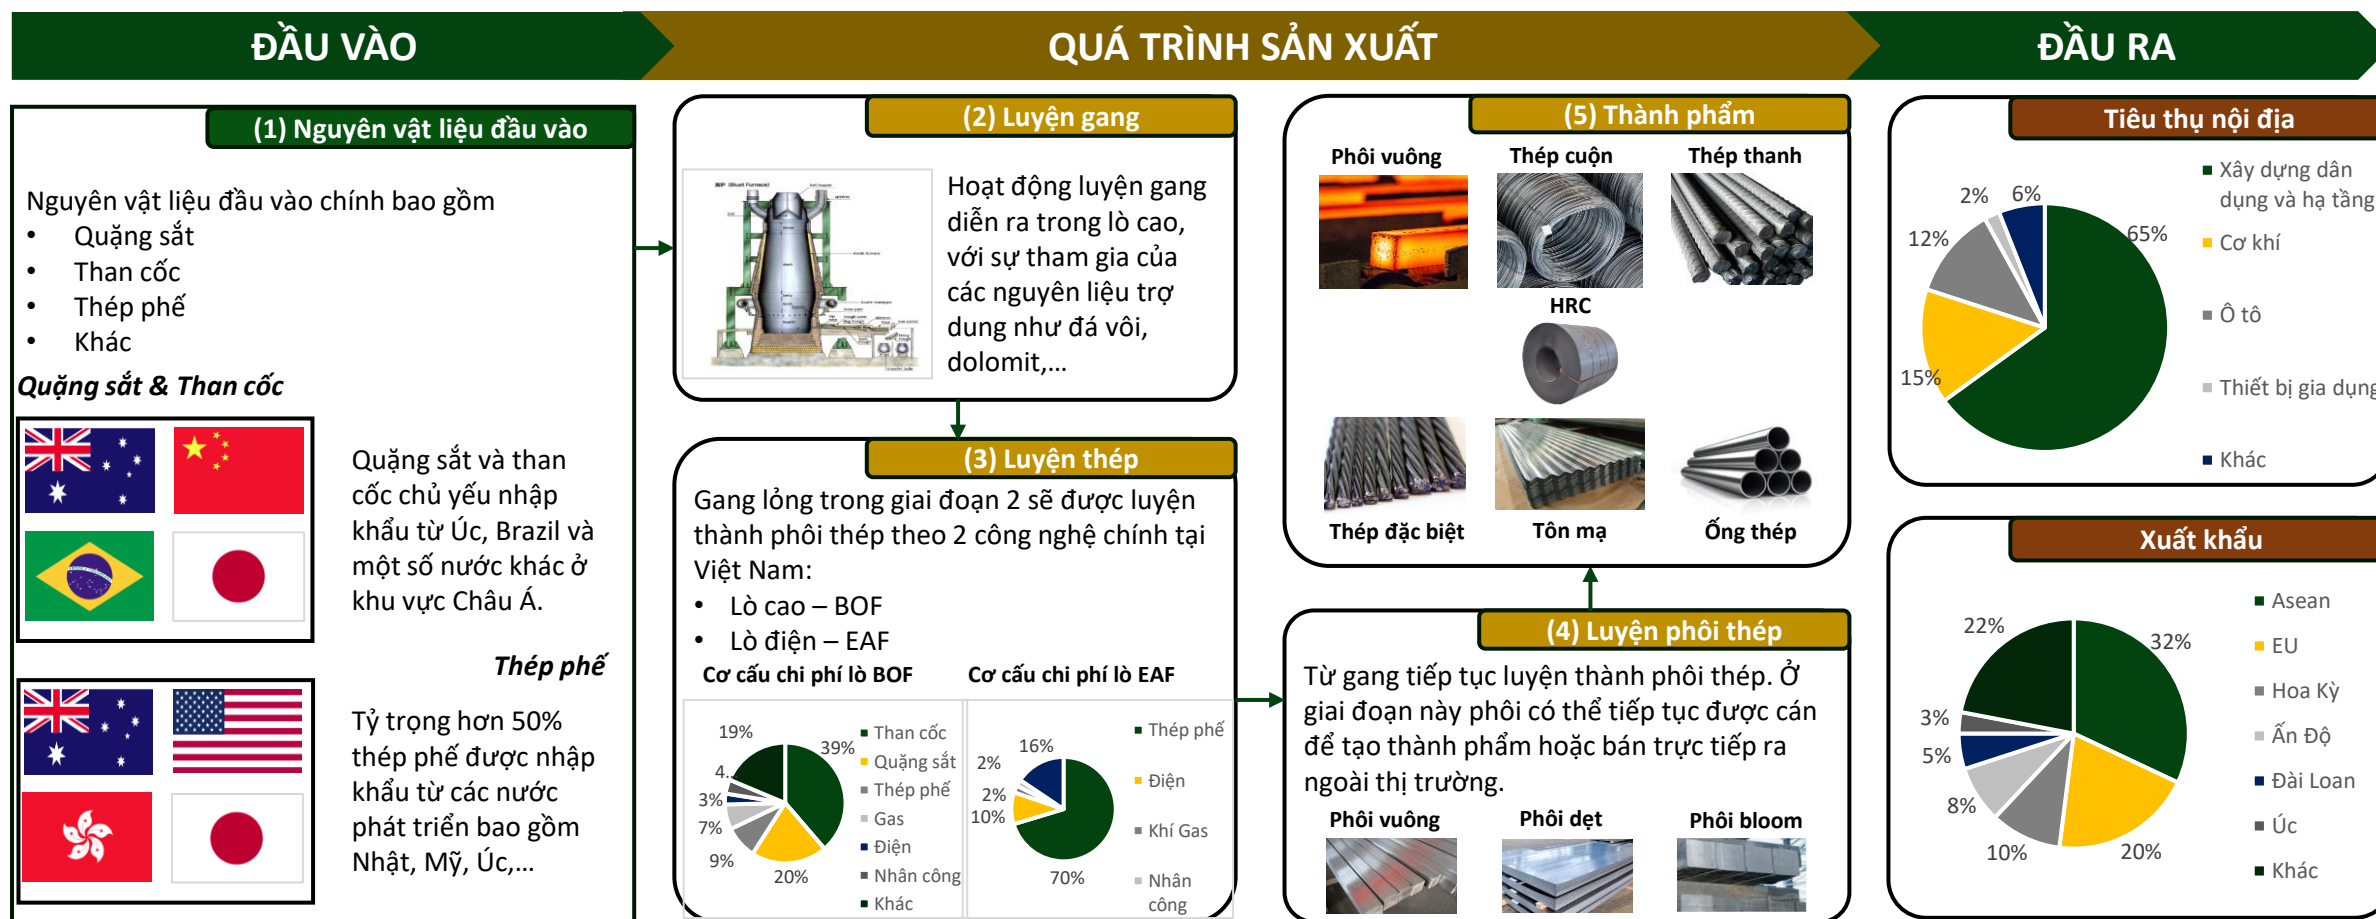 ĐẦU VÀO
QUÁ TRÌNH SẢN XUẤT
ĐẦU RA
(1) Nguyên vật liệu đầu vào
Nguyên vật liệu đầu vào chính bao gồm
• Quặng sắt
• Than cốc
• Thép phế
• Khác
Quặng sắt & Than cốc
Quặng sắt và than
cốc chủ yếu nhập
khẩu từ Úc, Brazil và
một số nước khác ở
khu vực Châu Á.
Thép phế
Tỷ trọng hơn 50%
thép phế được nhập
khẩu từ các nước
phát triển bao gồm
Nhật, Mỹ, Úc,...
(2) Luyện gang
Hoạt động luyện gang
diễn ra trong lò cao,
với sự tham gia của
các nguyên liệu trợ
dung như đá vôi,
dolomit,...
(3) Luyện thép
Gang lỏng trong giai đoạn 2 sẽ được luyện
thành phôi thép theo 2 công nghệ chính tại
Việt Nam:
• Lò cao – BOF
• Lò điện – EAF
Cơ cấu chi phí lò BOF
39%
20%
9%
7%
3%
4...
19%
Than cốc
Quặng sắt
Thép phế
Gas
Điện
Nhân công
Khác
Cơ cấu chi phí lò EAF
70%
10%
2%
2%
16%
Thép phế
Điện
Khí Gas
Nhân
công
(5) Thành phẩm
Phôi vuông
Thép cuộn
Thép thanh
HRC
Thép đặc biệt
Tôn mạ
Ống thép
(4) Luyện phôi thép
Từ gang tiếp tục luyện thành phôi thép. Ở
giai đoạn này phôi có thể tiếp tục được cán
để tạo thành phẩm hoặc bán trực tiếp ra
ngoài thị trường.
Phôi vuông
Phôi dẹt
Phôi bloom
Tiêu thụ nội địa
65%
15%
12%
2%
6%
Xây dựng dân
dụng và hạ tầng
Cơ khí
Ô tô
Thiết bị gia dụng
Khác
Xuất khẩu
32%
20%
10%
8%
5%
3%
22%
Asean
EU
Hoa Kỳ
Ấn Độ
Đài Loan
Úc
Khác